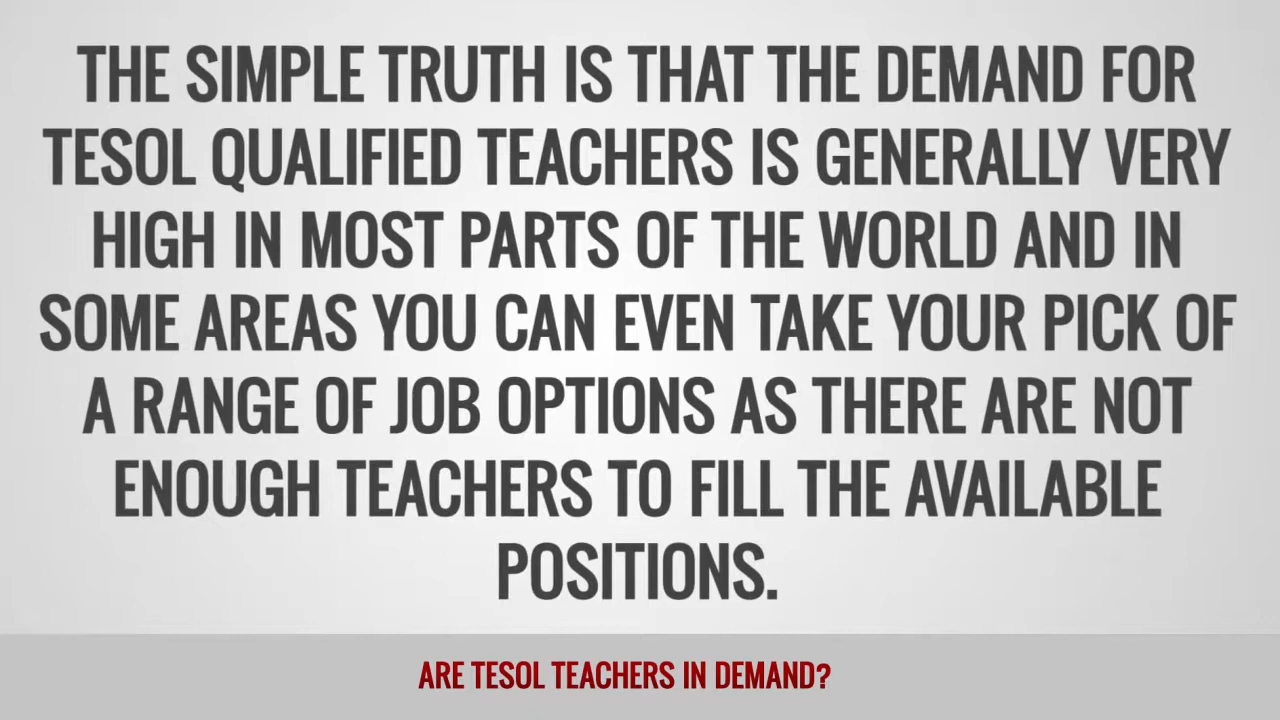 THE SIMPLE TRUTH IS THAT THE DEMAND FOR
TESOL QUALIFIED TEACHERS IS GENERALLY VERY
HIGH IN MOST PARTS OF THE WORLD AND IN
SOME AREAS YOU CAN EVEN TAKE YOUR PICK OF
A RANGE OF JOB OPTIONS AS THERE ARE NOT
ENOUGH TEACHERS TO FILL THE AVAILABLE
POSITIONS.
ARE TESOL TEACHERS IN DEMAND?